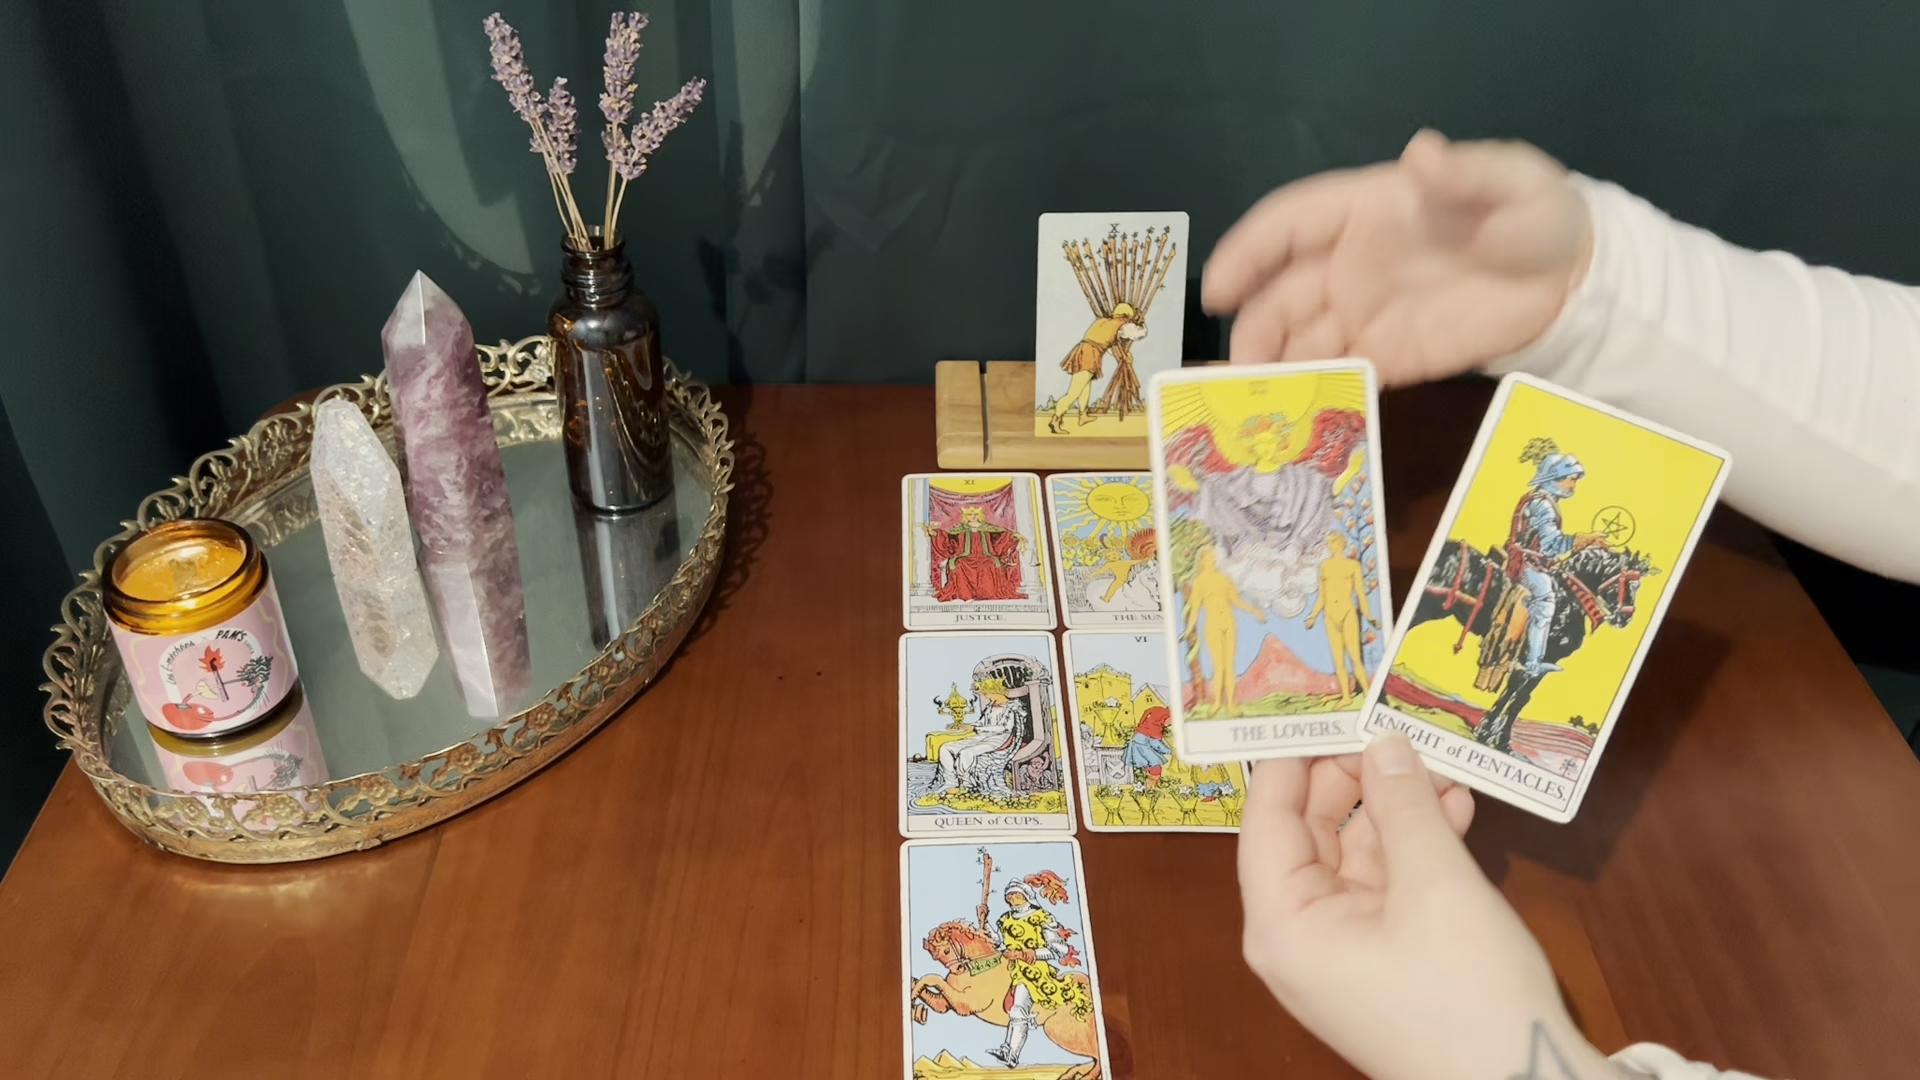 X
XI
JUSTICE.
THE SUN
QUEEN of CUPS.
VI
THE LOVERS.
KNIGHT of PENTACLES.
PAM'S